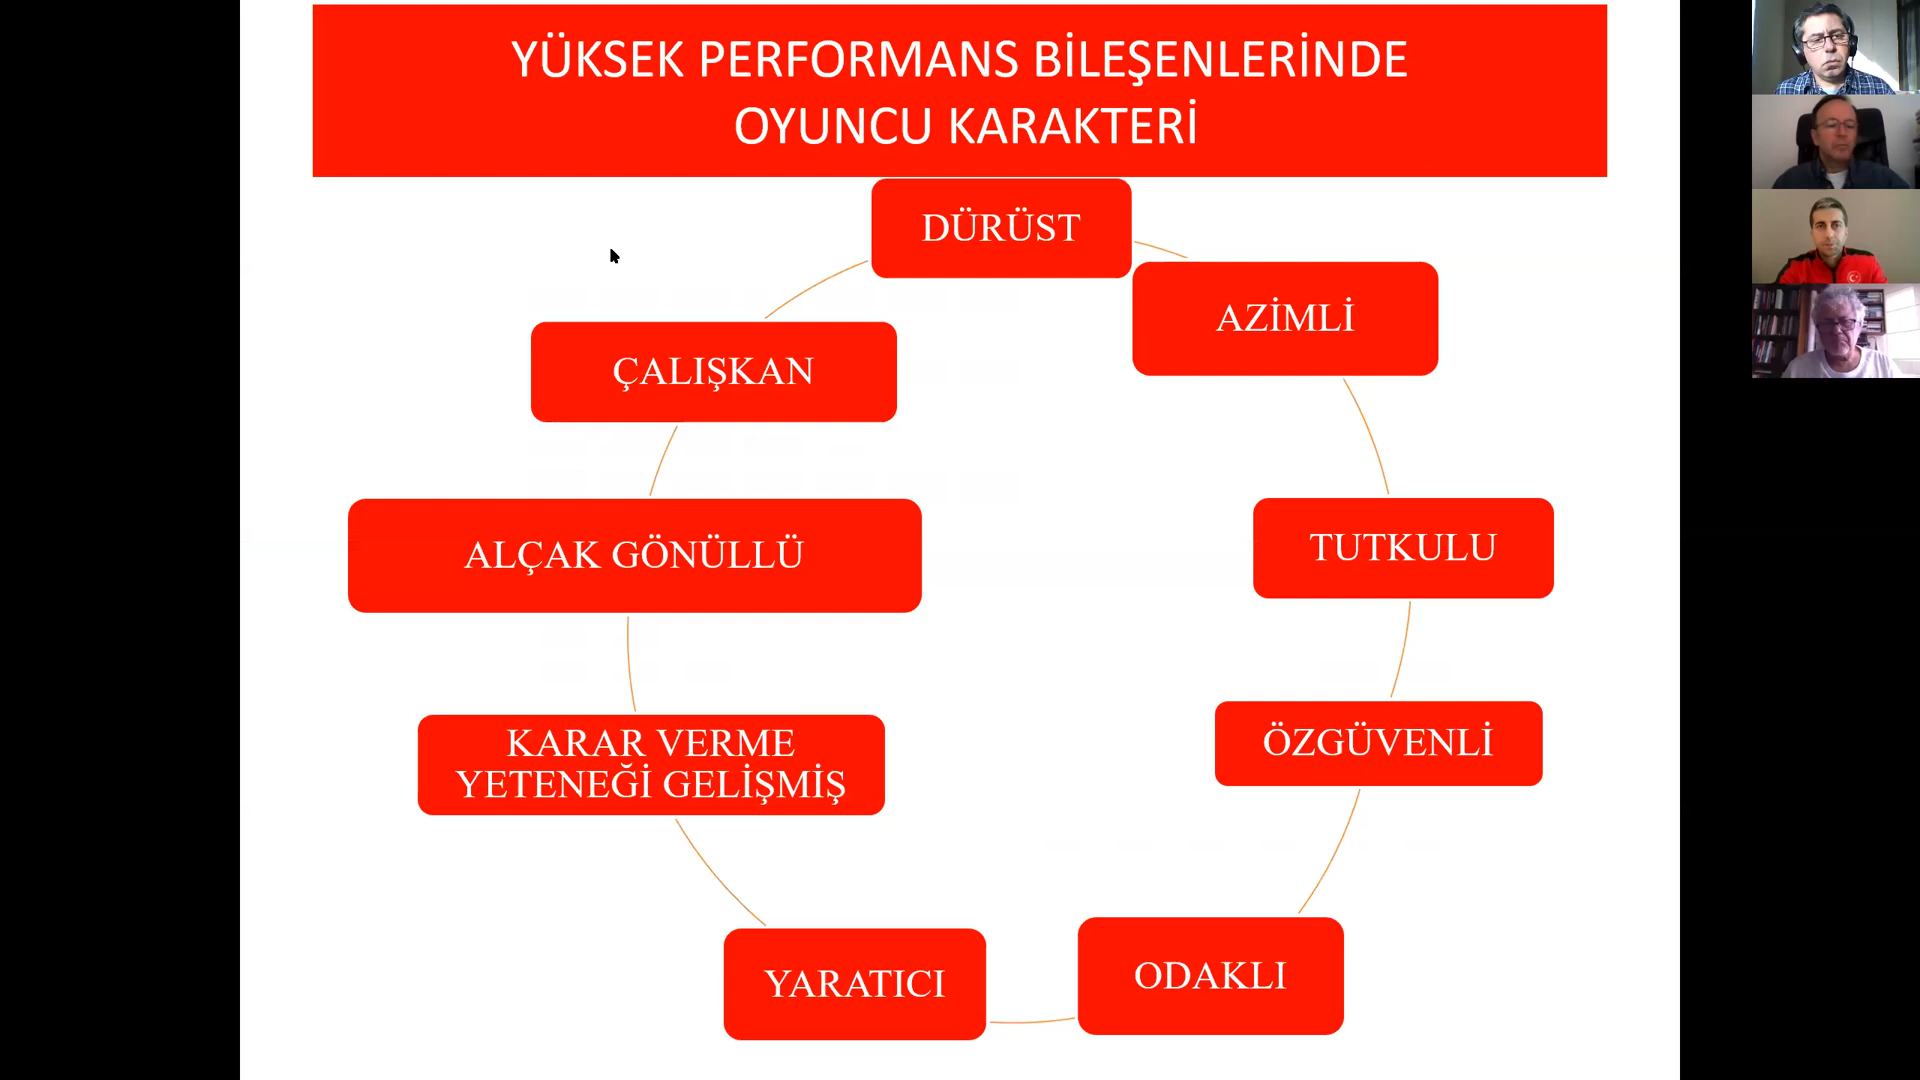 YÜKSEK PERFORMANS BİLEŞENLERİNDE
OYUNCU KARAKTERİ
DÜRÜST
AZİMLİ
TUTKULU
ÖZGÜVENLİ
ODAKLI
YARATICI
KARAR VERME
YETENEĞİ GELİŞMİŞ
ALÇAK GÖNÜLLÜ
ÇALIŞKAN